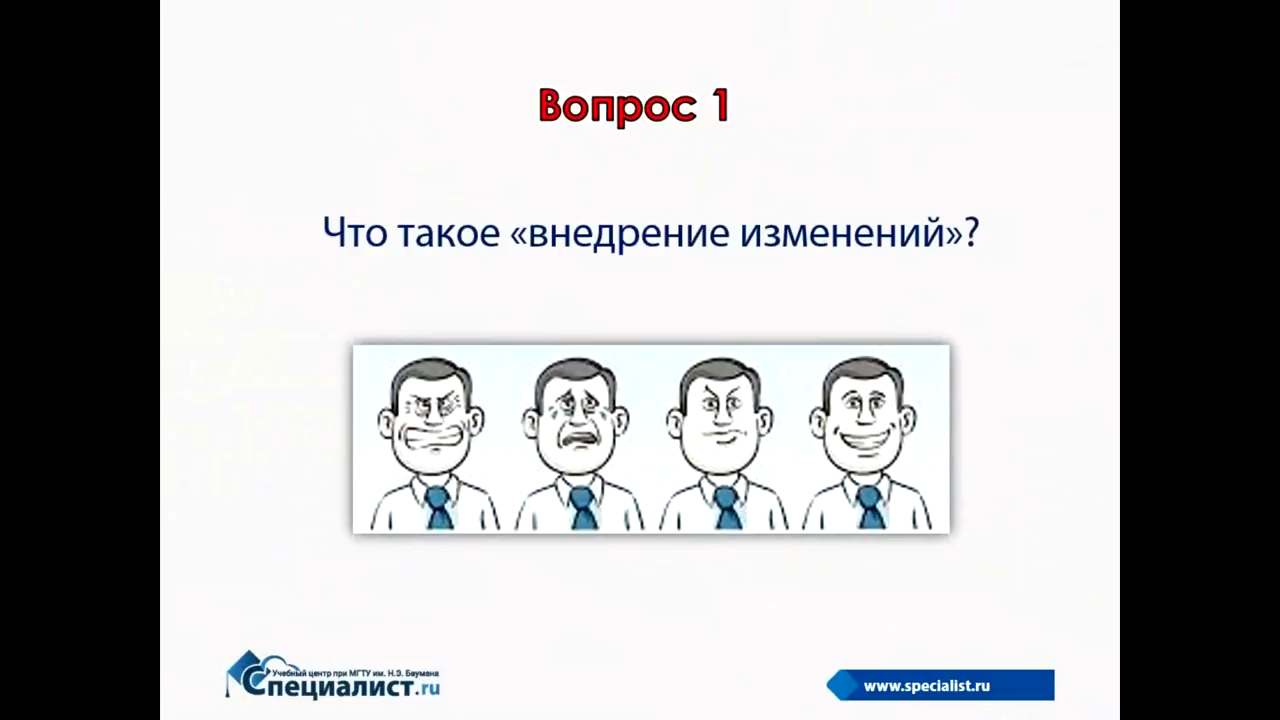 Вопрос 1
Что такое «внедрение изменений»?
Учебный центр при МГТУ им. Н.Э. Баумана
Специалист.ru
www.specialist.ru